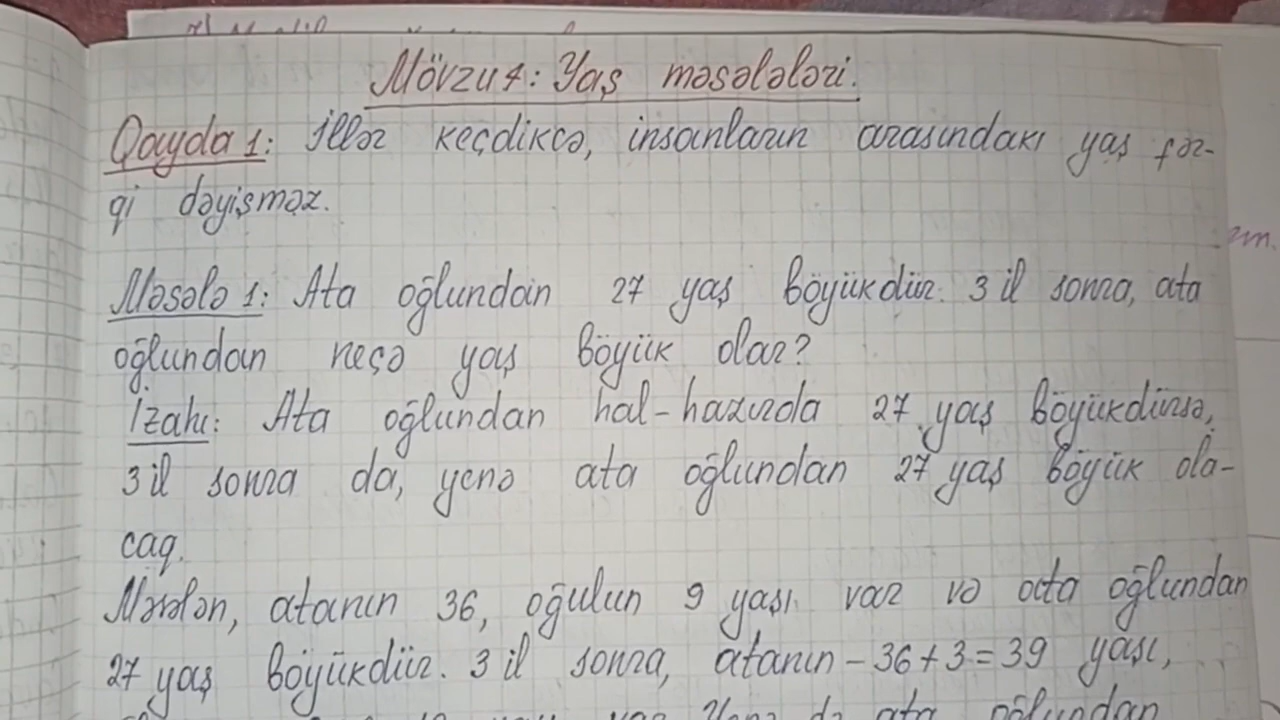 Mövzu 4: Yaş məsələləri.
Qayda 1: İllər keçdikcə, insanların arasındakı yaş fər-
qi dəyişməz.
Məsələ 1: Ata oğlundan 27 yaş böyükdür. 3 il sonra, ata
oğlundan neçə yaş böyük olar?
İzahı: Ata oğlundan hal-hazırda 27 yaş böyükdürsə,
3 il sonra da, yenə ata oğlundan 27 yaş böyük ola-
caq.
Məsələn, atanın 36, oğulun 9 yaşı var və ata oğlundan
27 yaş böyükdür. 3 il sonra, atanın - 36 + 3 = 39 yaşı,
ata oğlundan